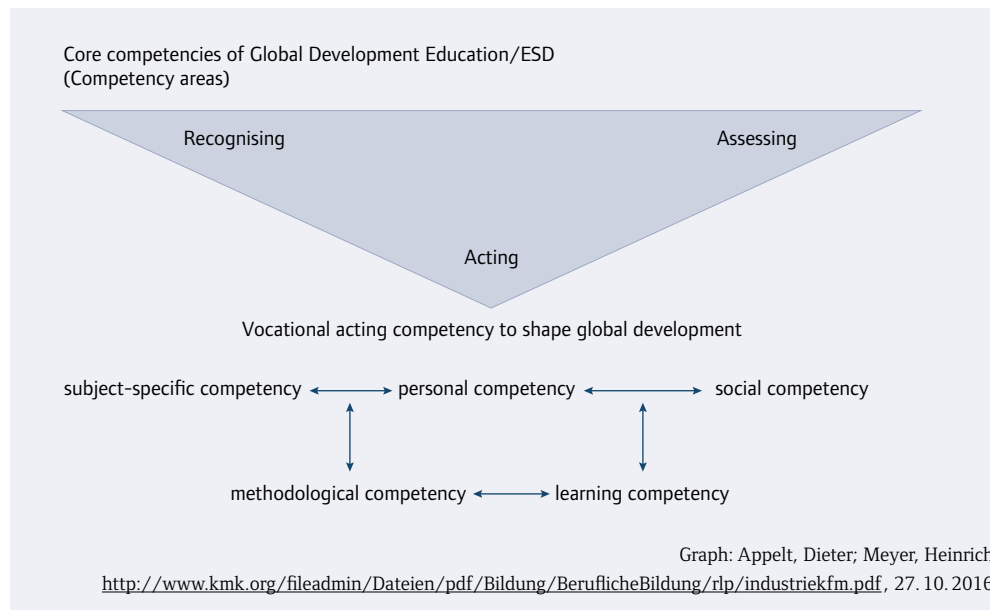 Core competencies of Global Development Education/ESD
(Competency areas)
Recognising Assessing
Acting
Vocational acting competency to shape global development
subject-specific competency personal competency social competency
methodological competency learning competency
Graph: Appelt, Dieter; Meyer, Heinrich
http://www.kmk.org/fileadmin/Dateien/pdf/Bildung/BeruflicheBildung/rlp/industriekfm.pdf, 27.10.2016